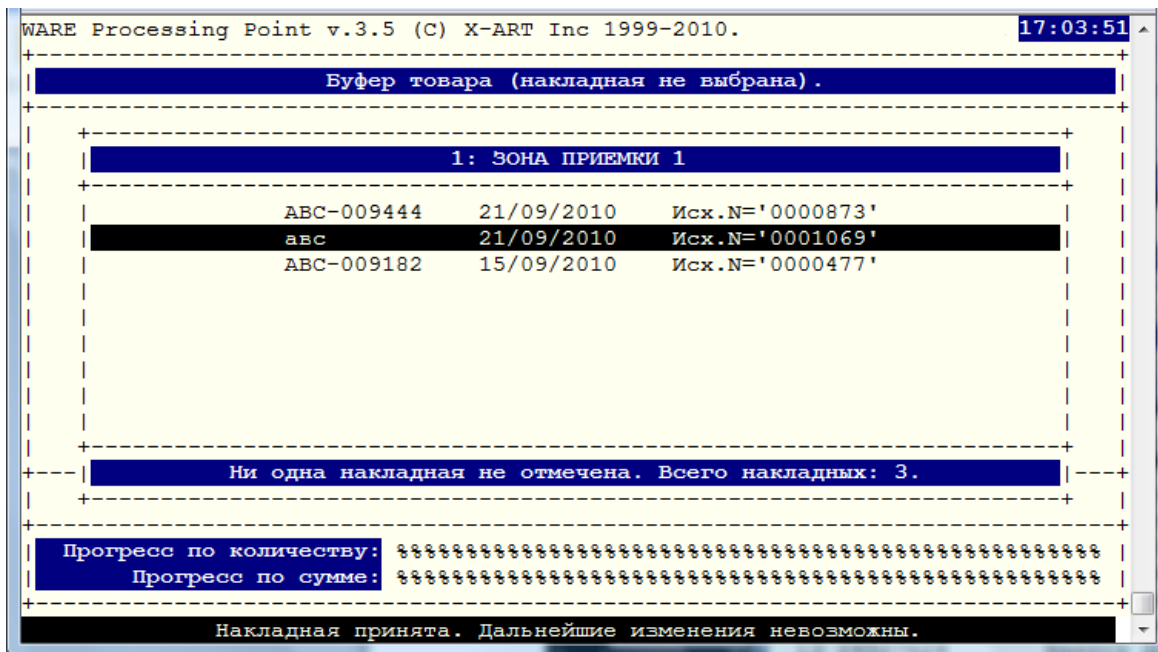 WARE Processing Point v.3.5 (C) X-ART Inc 1999-2010. 17:03:51
Буфер товара (накладная не выбрана).
1: ЗОНА ПРИЕМКИ 1
АВС-009444 21/09/2010 Исх.N='0000873'
авс 21/09/2010 Исх.N='0001069'
АВС-009182 15/09/2010 Исх.N='0000477'
Ни одна накладная не отмечена. Всего накладных: 3.
Прогресс по количеству: %%%%%%%%%%%%%%%%%%%%%%%%%%%%%%%%%%%%%%%%%%%%%%%%%%%
Прогресс по сумме: %%%%%%%%%%%%%%%%%%%%%%%%%%%%%%%%%%%%%%%%%%%%%%%%%%%
Накладная принята. Дальнейшие изменения невозможны.